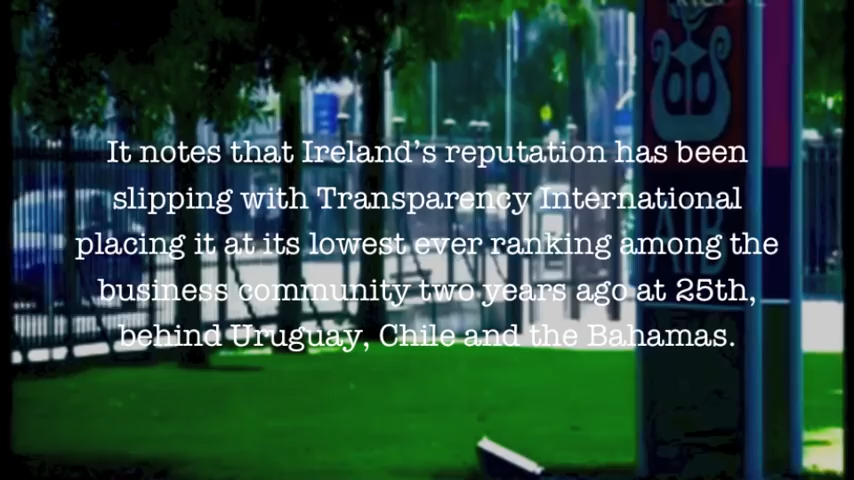 It notes that Ireland’s reputation has been
slipping with Transparency International
placing it at its lowest ever ranking among the
business community two years ago at 25th,
behind Uruguay, Chile and the Bahamas.
AIB